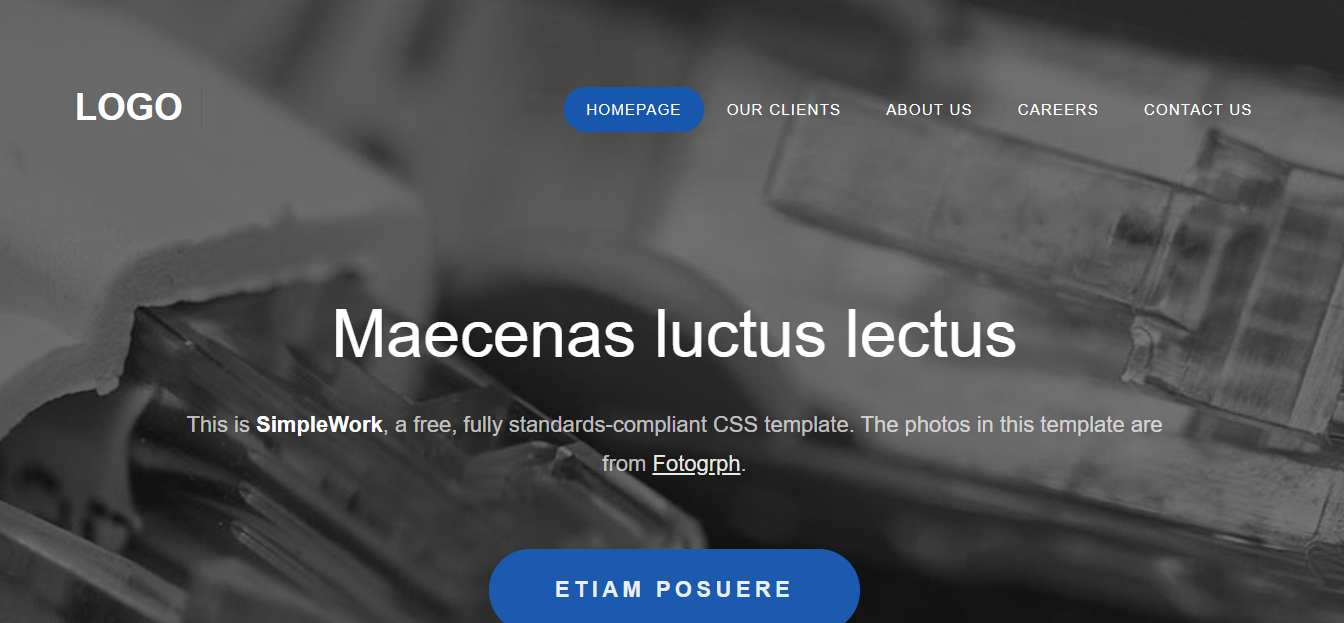 LOGO
HOMEPAGE OUR CLIENTS ABOUT US CAREERS CONTACT US
Maecenas luctus lectus
This is SimpleWork, a free, fully standards-compliant CSS template. The photos in this template are
from Fotogrph.
ETIAM POSUERE